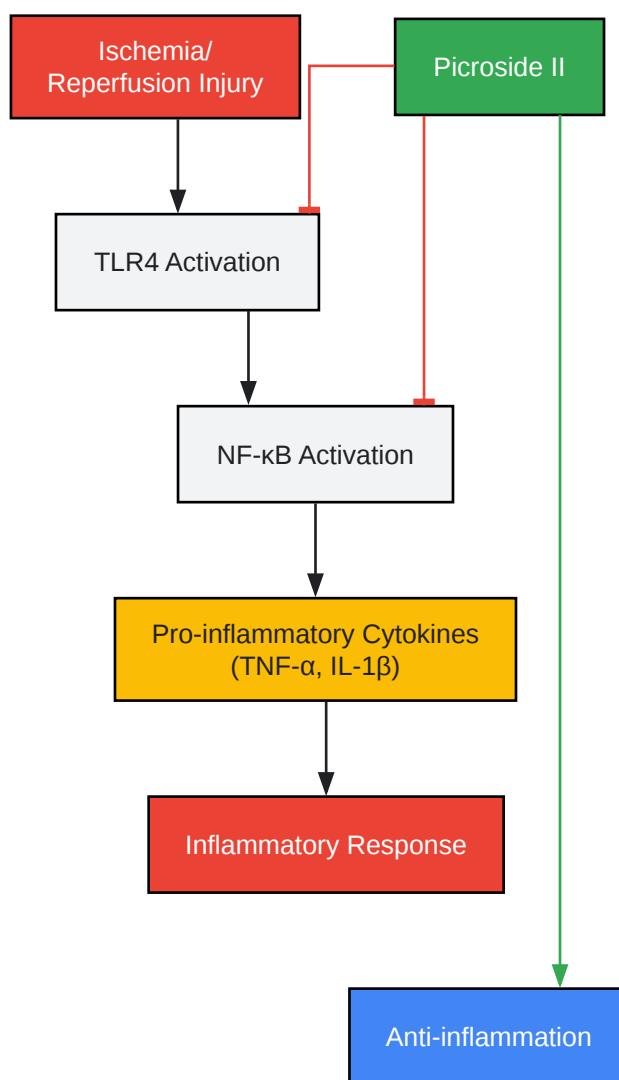 Ischemia/
Reperfusion Injury
Picroside II
TLR4 Activation
NF-κB Activation
Pro-inflammatory Cytokines
(TNF-α, IL-1β)
Inflammatory Response
Anti-inflammation